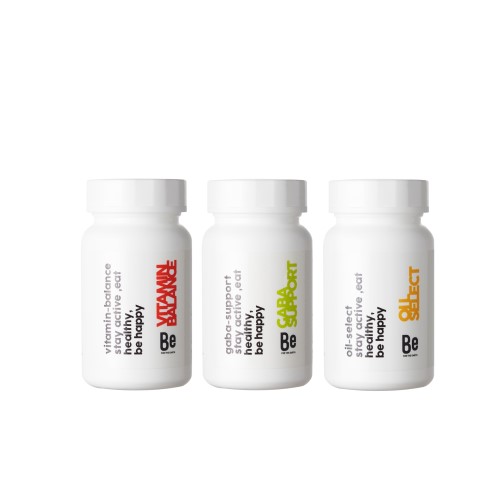 vitamin-balance
stay active ,eat
healthy,
be happy
VITAMIN
BALANCE
Be
gaba-support
stay active ,eat
healthy,
be happy
GABA
SUPPORT
Be
oil-select
stay active ,eat
healthy,
be happy
OIL
SELECT
Be